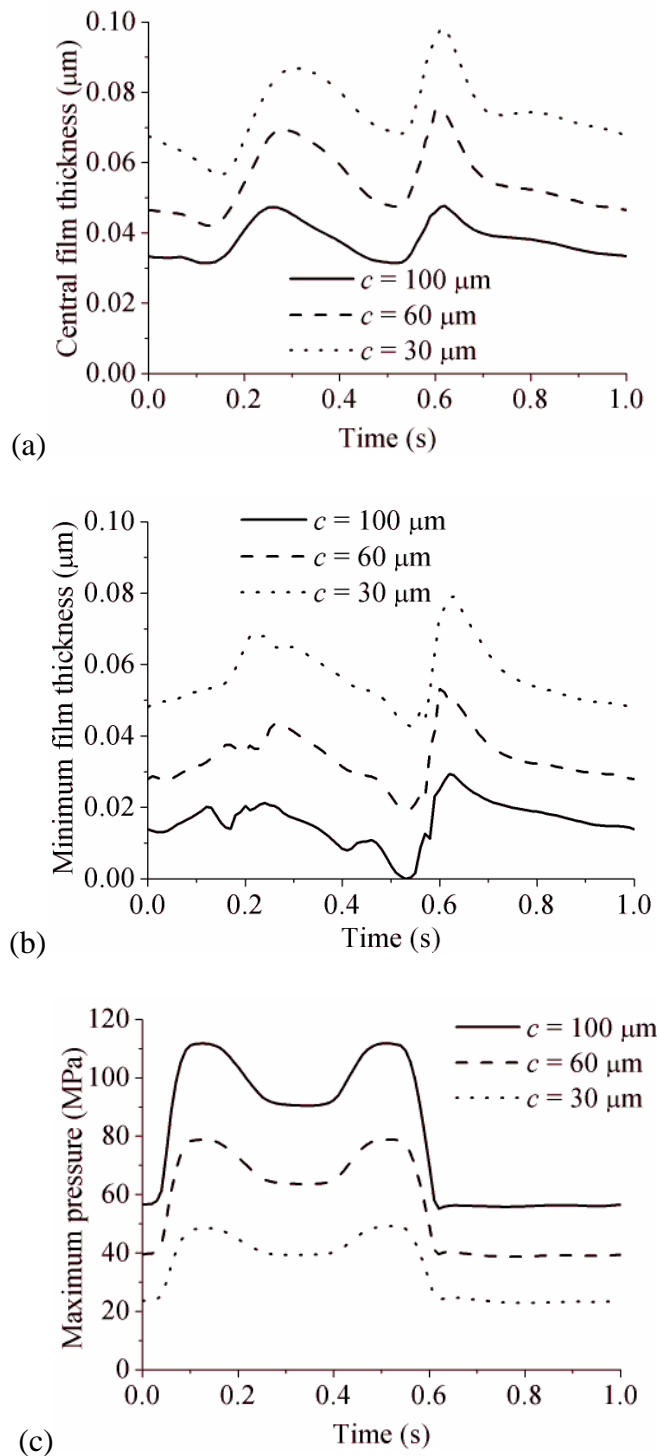 Central film thickness (μm)
0.10
0.08
0.06
0.04
0.02
0.00
c = 100 μm
c = 60 μm
c = 30 μm
0.0 0.2 0.4 0.6 0.8 1.0
Time (s)
(a)
Minimum film thickness (μm)
0.10
0.08
0.06
0.04
0.02
0.00
c = 100 μm
c = 60 μm
c = 30 μm
0.0 0.2 0.4 0.6 0.8 1.0
Time (s)
(b)
Maximum pressure (MPa)
120
100
80
60
40
20
0
c = 100 μm
c = 60 μm
c = 30 μm
0.0 0.2 0.4 0.6 0.8 1.0
Time (s)
(c)